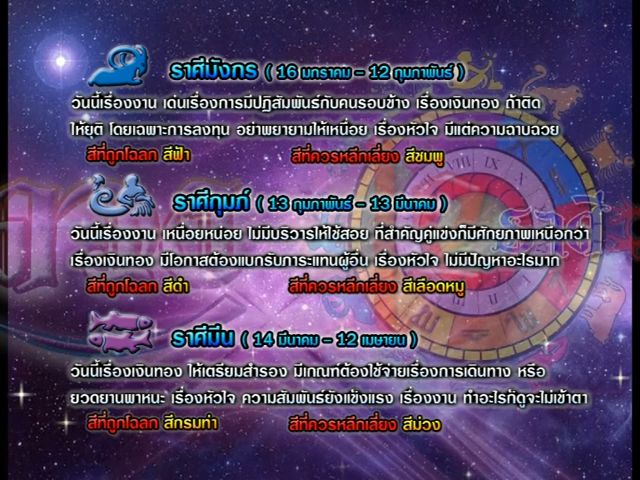 ราศีมังกร ( 16 มกราคม - 12 กุมภาพันธ์ )
วันนี้เรื่องงาน เด่นเรื่องการมีปฏิสัมพันธ์กับคนรอบข้าง เรื่องเงินทอง ถ้าติด
ให้ยุติ โดยเฉพาะการลงทุน อย่าพยายามให้เหนื่อย เรื่องหัวใจ มีแต่ความฉาบฉวย
สีที่ถูกโฉลก สีฟ้า สีที่ควรหลีกเลี่ยง สีชมพู
ราศีกุมภ์ ( 13 กุมภาพันธ์ - 13 มีนาคม )
วันนี้เรื่องงาน เหนื่อยหน่อย ไม่มีบริวารให้ใช้สอย ที่สำคัญคู่แข่งก็มีศักยภาพเหนือกว่า
เรื่องเงินทอง มีโอกาสต้องแบกรับภาระแทนผู้อื่น เรื่องหัวใจ ไม่มีปัญหาอะไรมาก
สีที่ถูกโฉลก สีดำ สีที่ควรหลีกเลี่ยง สีเลือดหมู
ราศีมีน ( 14 มีนาคม - 12 เมษายน )
วันนี้เรื่องเงินทอง ให้เตรียมสำรอง มีเกณฑ์ต้องใช้จ่ายเรื่องการเดินทาง หรือ
ยวดยานพาหนะ เรื่องหัวใจ ความสัมพันธ์ยังแข็งแรง เรื่องงาน ทำอะไรก็ดูจะไม่เข้าตา
สีที่ถูกโฉลก สีกรมท่า สีที่ควรหลีกเลี่ยง สีม่วง